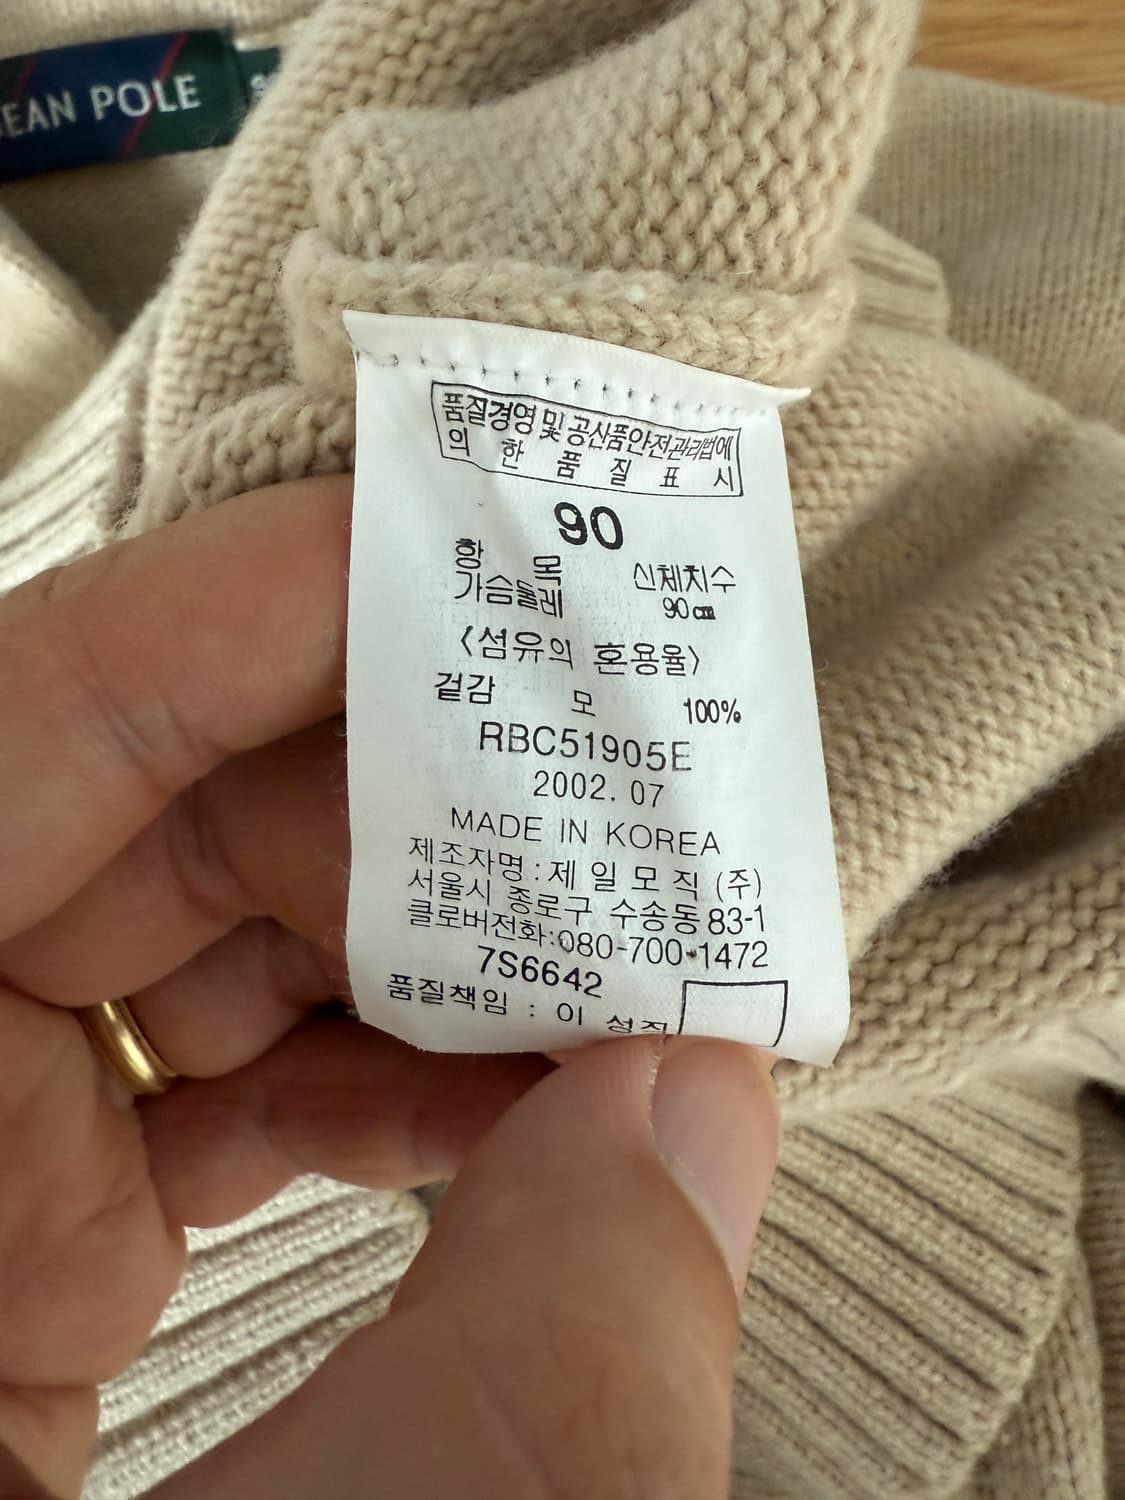 EAN POLE
품질경영 및 공산품안전관리법에
의 한 품 질 표 시
90
항 목 신체치수
가슴둘레 90㎝
<섬유의 혼용율>
겉감 모 100%
RBC51905E
2002. 07
MADE IN KOREA
제조자명 : 제 일 모 직 (주)
서울시 종로구 수송동 83-1
클로버전화:080-700-1472
7S6642
품질책임 : 이 성직